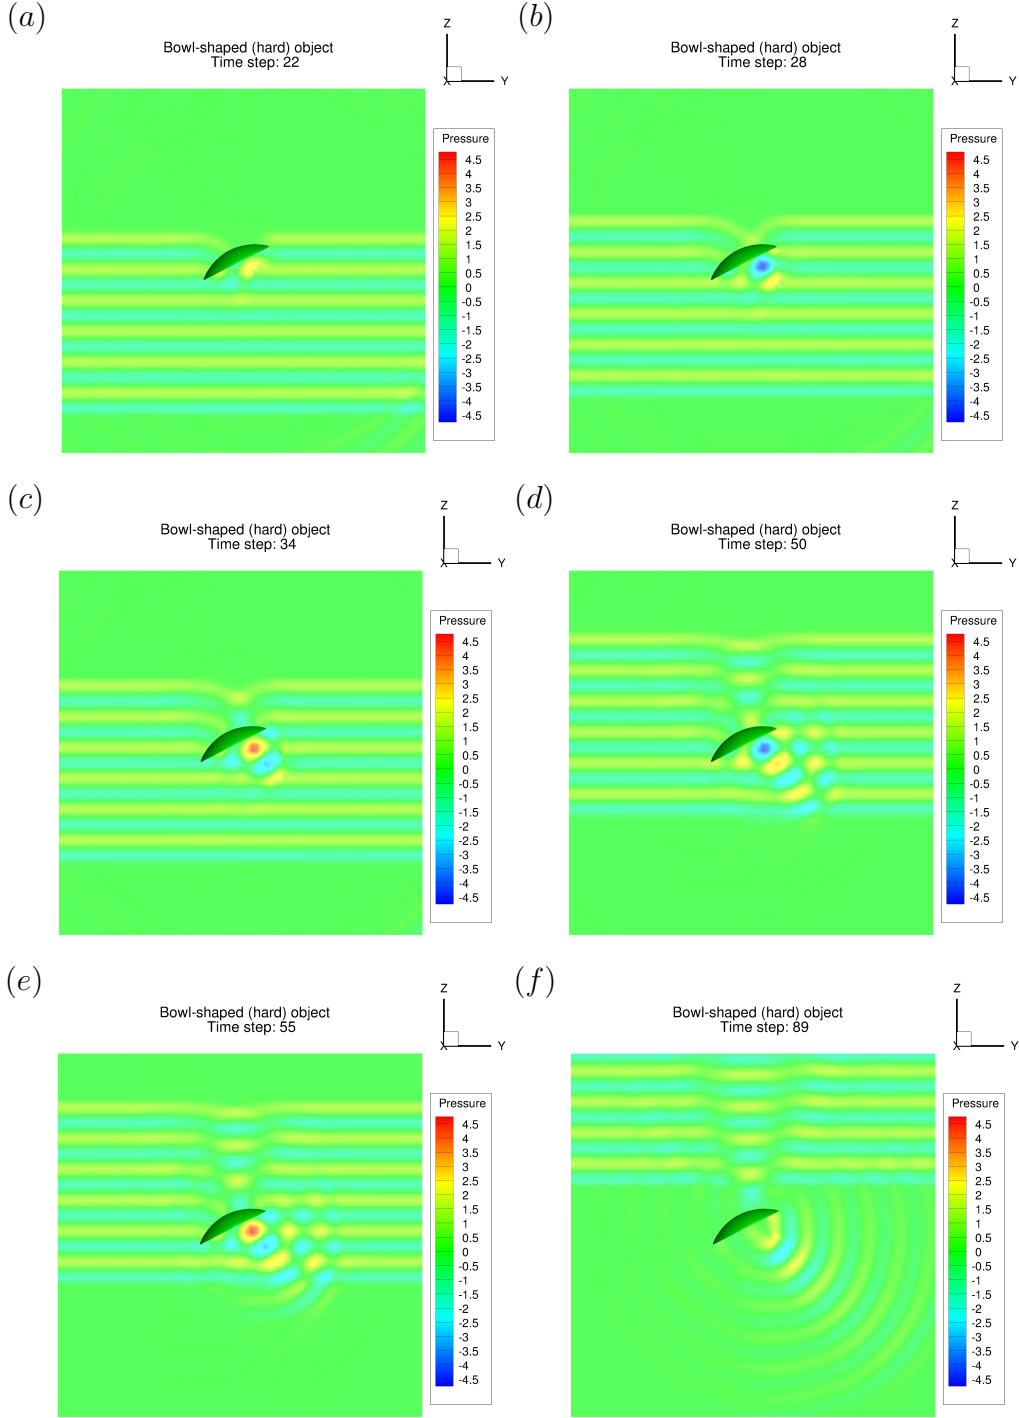 (a)
Bowl-shaped (hard) object
Time step: 22
Z
X
Y
Pressure
4.5
4
3.5
3
2.5
2
1.5
1
0.5
0
-0.5
-1
-1.5
-2
-2.5
-3
-3.5
-4
-4.5
(b)
Bowl-shaped (hard) object
Time step: 28
Z
X
Y
Pressure
4.5
4
3.5
3
2.5
2
1.5
1
0.5
0
-0.5
-1
-1.5
-2
-2.5
-3
-3.5
-4
-4.5
(c)
Bowl-shaped (hard) object
Time step: 34
Z
X
Y
Pressure
4.5
4
3.5
3
2.5
2
1.5
1
0.5
0
-0.5
-1
-1.5
-2
-2.5
-3
-3.5
-4
-4.5
(d)
Bowl-shaped (hard) object
Time step: 50
Z
X
Y
Pressure
4.5
4
3.5
3
2.5
2
1.5
1
0.5
0
-0.5
-1
-1.5
-2
-2.5
-3
-3.5
-4
-4.5
(e)
Bowl-shaped (hard) object
Time step: 55
Z
X
Y
Pressure
4.5
4
3.5
3
2.5
2
1.5
1
0.5
0
-0.5
-1
-1.5
-2
-2.5
-3
-3.5
-4
-4.5
(f)
Bowl-shaped (hard) object
Time step: 89
Z
X
Y
Pressure
4.5
4
3.5
3
2.5
2
1.5
1
0.5
0
-0.5
-1
-1.5
-2
-2.5
-3
-3.5
-4
-4.5